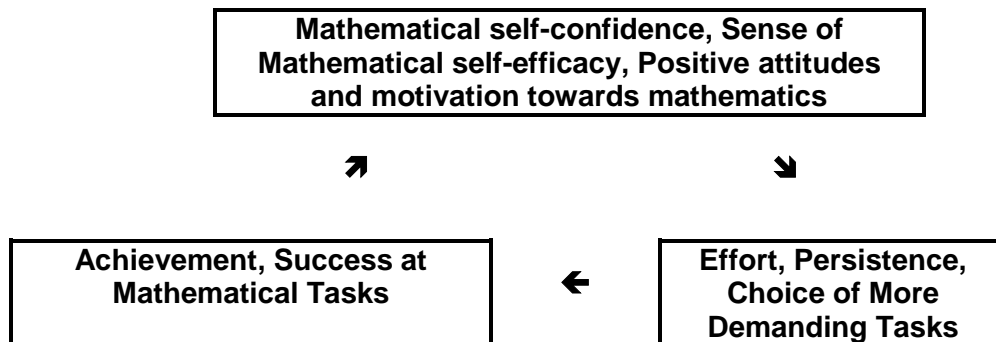 Mathematical self-confidence, Sense of
Mathematical self-efficacy, Positive attitudes
and motivation towards mathematics
Achievement, Success at
Mathematical Tasks
Effort, Persistence,
Choice of More
Demanding Tasks